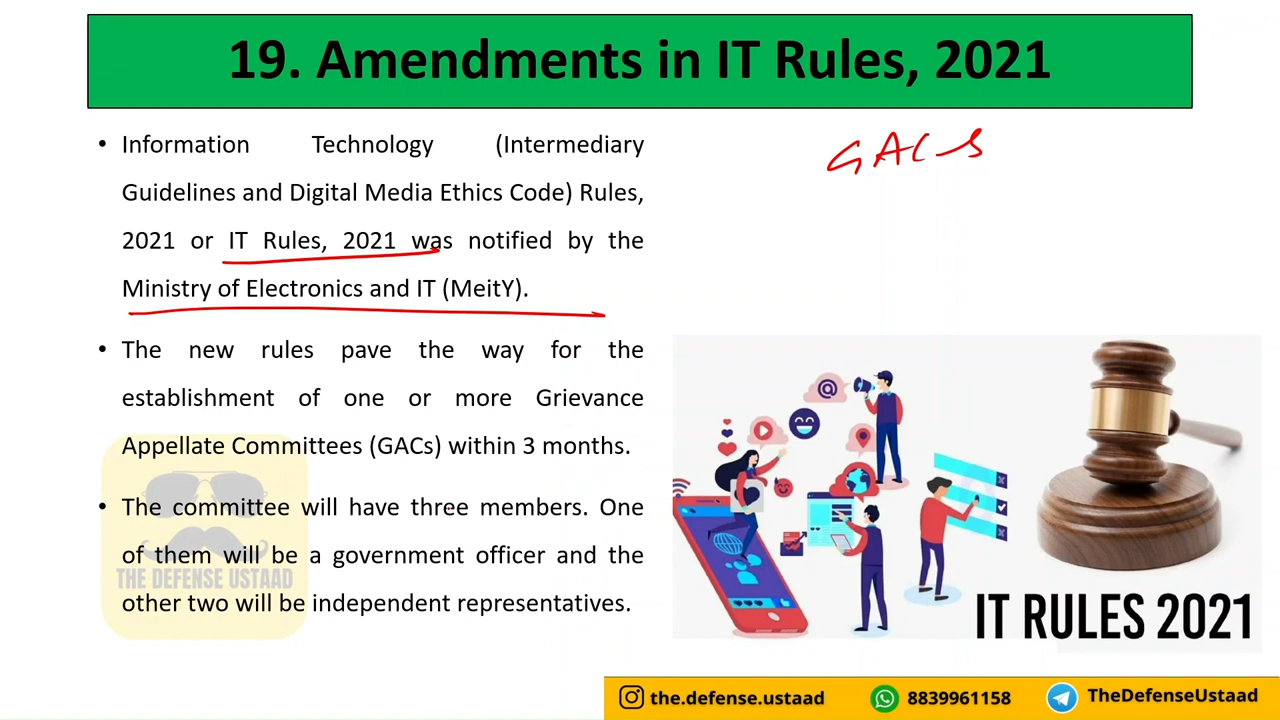 19. Amendments in IT Rules, 2021
GACS
• Information Technology (Intermediary
Guidelines and Digital Media Ethics Code) Rules,
2021 or IT Rules, 2021 was notified by the
Ministry of Electronics and IT (MeitY).
• The new rules pave the way for the
establishment of one or more Grievance
Appellate Committees (GACs) within 3 months.
• The committee will have three members. One
of them will be a government officer and the
other two will be independent representatives.
THE DEFENSE USTAAD
IT RULES 2021
the.defense.ustaad
8839961158
TheDefenseUstaad